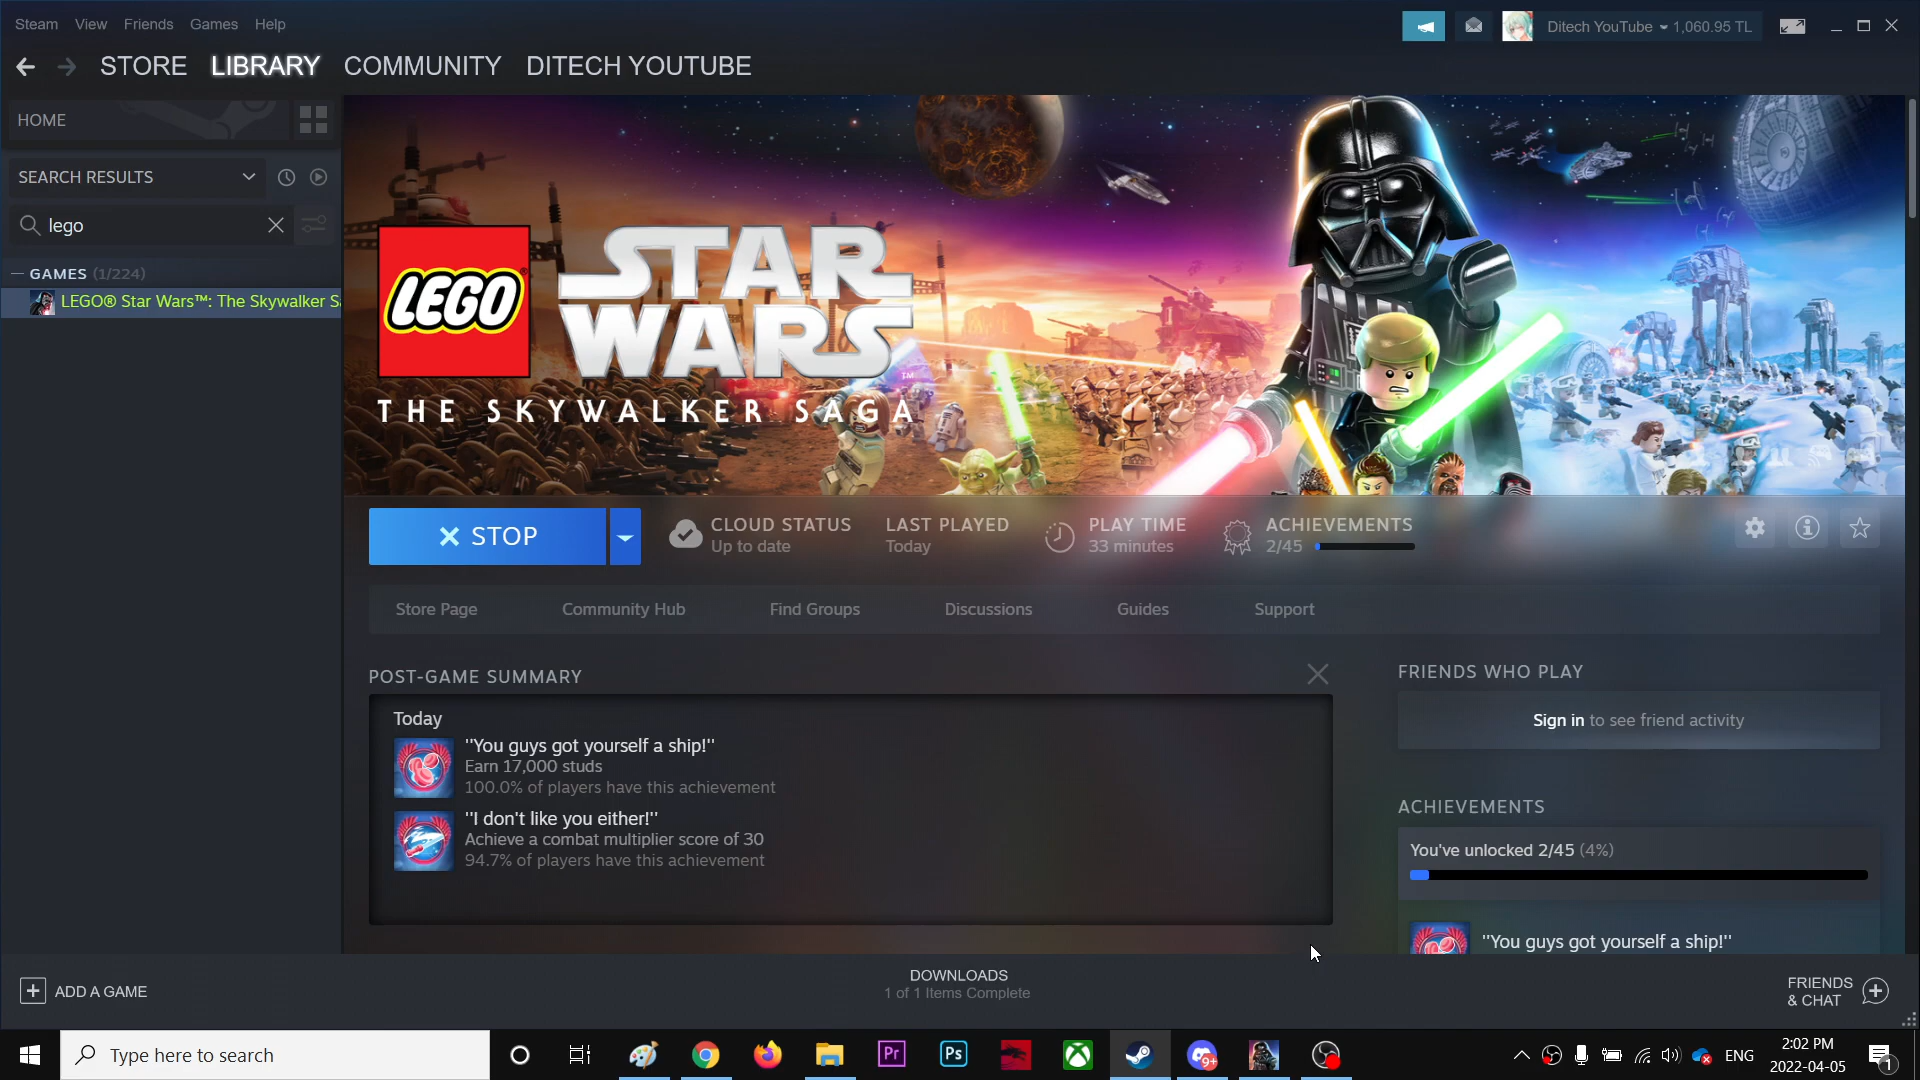 Steam View Friends Games Help
Ditech YouTube 1,060.95 TL
STORE LIBRARY COMMUNITY DITECH YOUTUBE
HOME
SEARCH RESULTS
lego
GAMES (1/224)
LEGO® Star Wars™: The Skywalker Sa
LEGO
STAR WARS
THE SKYWALKER SAGA
STOP
CLOUD STATUS
Up to date
LAST PLAYED
Today
PLAY TIME
33 minutes
ACHIEVEMENTS
2/45
Store Page Community Hub Find Groups Discussions Guides Support
POST-GAME SUMMARY
Today
"You guys got yourself a ship!"
Earn 17,000 studs
100.0% of players have this achievement
"I don't like you either!"
Achieve a combat multiplier score of 30
94.7% of players have this achievement
FRIENDS WHO PLAY
Sign in to see friend activity
ACHIEVEMENTS
You've unlocked 2/45 (4%)
"You guys got yourself a ship!"
ADD A GAME
DOWNLOADS
1 of 1 Items Complete
FRIENDS
& CHAT
Type here to search
Pr
Ps
9+
ENG
2:02 PM
2022-04-05
1